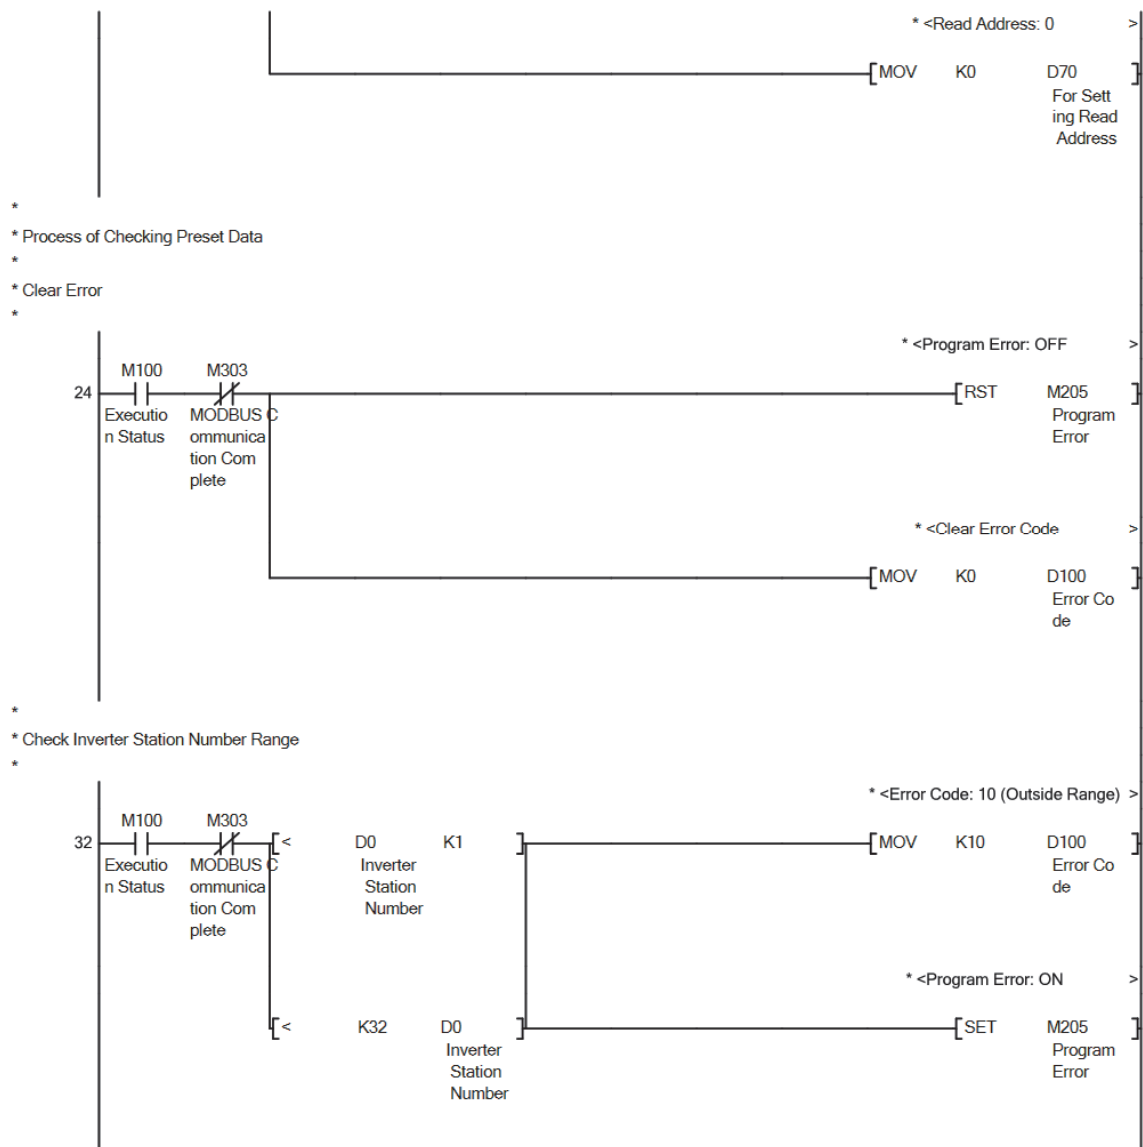 * <Read Address: 0 >
[ MOV K0 D70 ]
For Sett
ing Read
Address
*
* Process of Checking Preset Data
*
* Clear Error
*
* <Program Error: OFF >
M100 M303
24 [ RST M205 ]
Executio MODBUS C Program
n Status ommunica Error
tion Com
plete
* <Clear Error Code >
[ MOV K0 D100 ]
Error Co
de
*
* Check Inverter Station Number Range
*
* <Error Code: 10 (Outside Range) >
M100 M303
32 [ < D0 K1 ] [ MOV K10 D100 ]
Executio MODBUS C Inverter Error Co
n Status ommunica Station de
tion Com Number
plete
* <Program Error: ON >
[ < K32 D0 ] [ SET M205 ]
Inverter Program
Station Error
Number